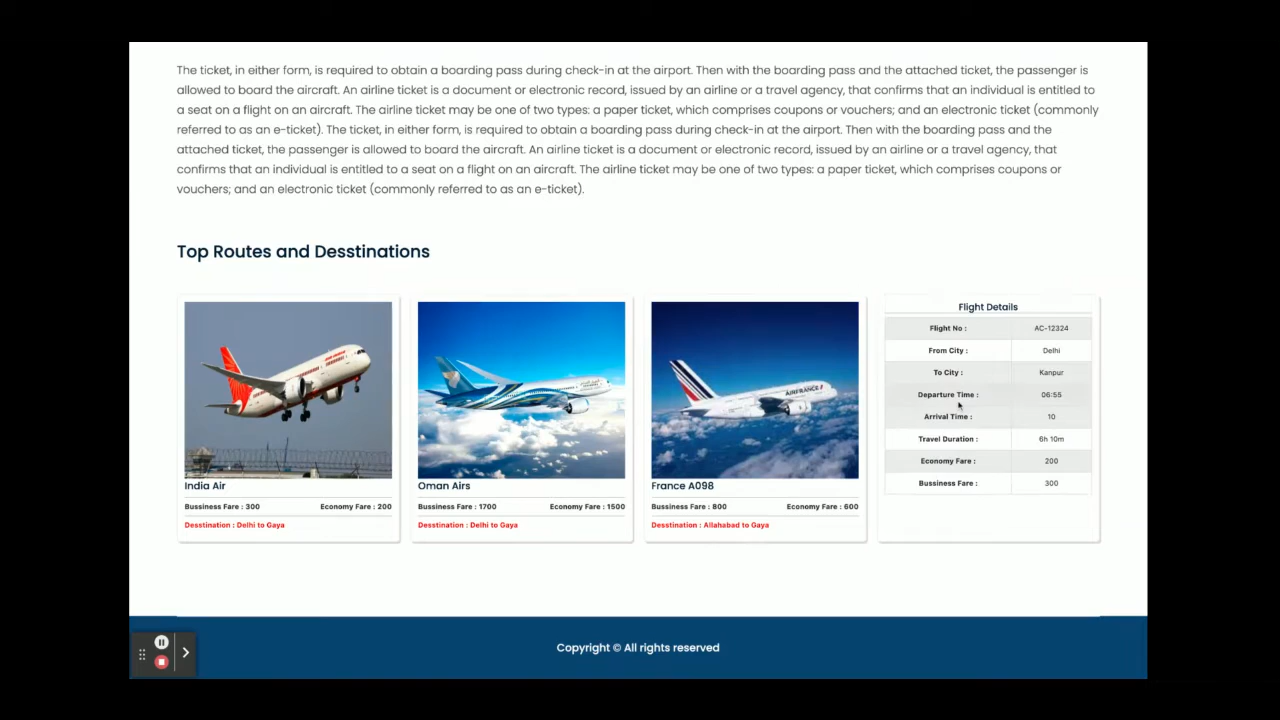 The ticket, in either form, is required to obtain a boarding pass during check-in at the airport. Then with the boarding pass and the attached ticket, the passenger is
allowed to board the aircraft. An airline ticket is a document or electronic record, issued by an airline or a travel agency, that confirms that an individual is entitled to
a seat on a flight on an aircraft. The airline ticket may be one of two types: a paper ticket, which comprises coupons or vouchers; and an electronic ticket (commonly
referred to as an e-ticket). The ticket, in either form, is required to obtain a boarding pass during check-in at the airport. Then with the boarding pass and the
attached ticket, the passenger is allowed to board the aircraft. An airline ticket is a document or electronic record, issued by an airline or a travel agency, that
confirms that an individual is entitled to a seat on a flight on an aircraft. The airline ticket may be one of two types: a paper ticket, which comprises coupons or
vouchers; and an electronic ticket (commonly referred to as an e-ticket).
Top Routes and Desstinations
India Air
Bussiness Fare : 300 Economy Fare : 200
Desstination : Delhi to Gaya
Oman Airs
Bussiness Fare : 1700 Economy Fare : 1500
Desstination : Delhi to Gaya
AIRFRANCE
France A098
Bussiness Fare : 800 Economy Fare : 600
Desstination : Allahabad to Gaya
Flight Details
Flight No : AC-12324
From City : Delhi
To City : Kanpur
Departure Time : 06:55
Arrival Time : 10
Travel Duration : 6h 10m
Economy Fare : 200
Bussiness Fare : 300
Copyright © All rights reserved